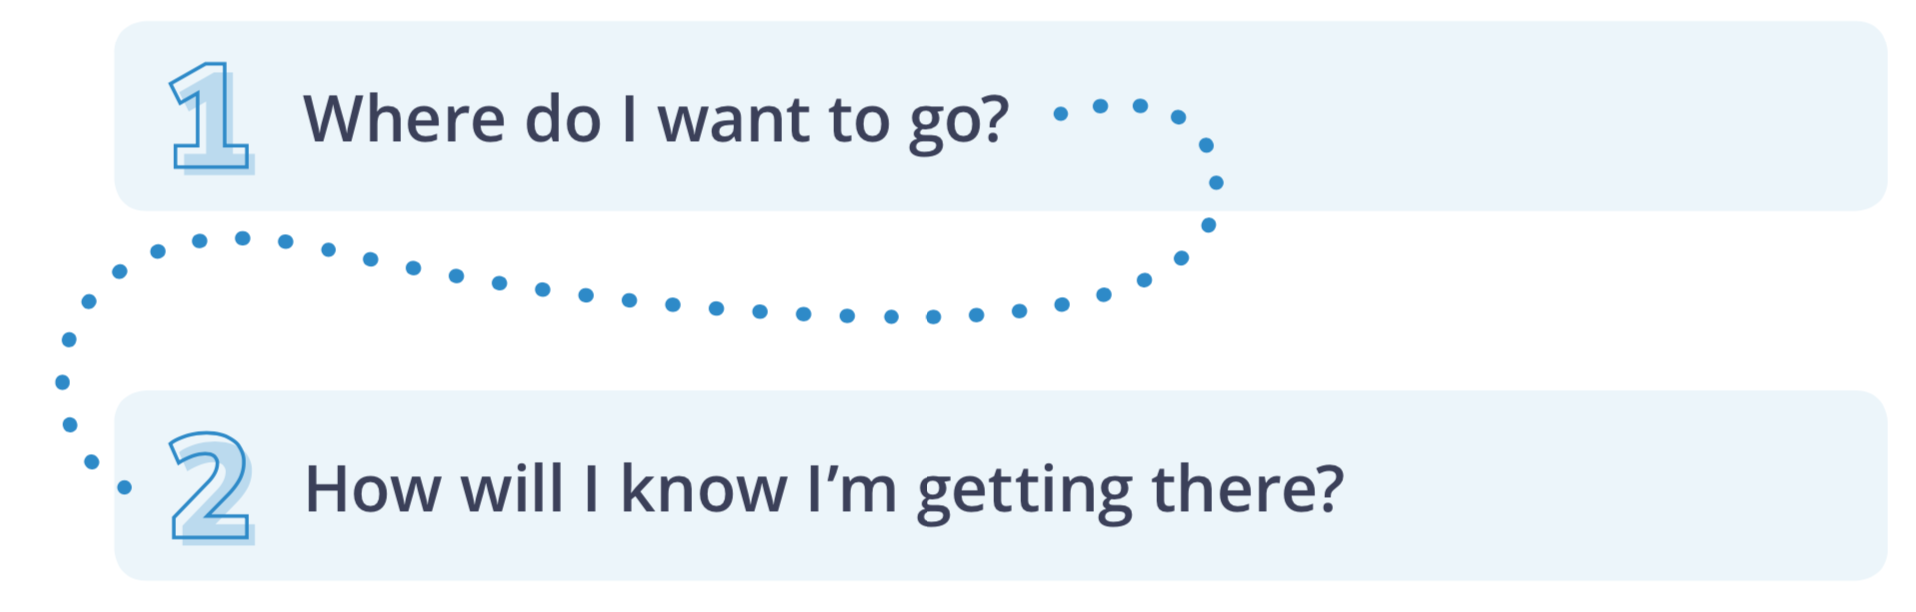 1 Where do I want to go?
2 How will I know I’m getting there?